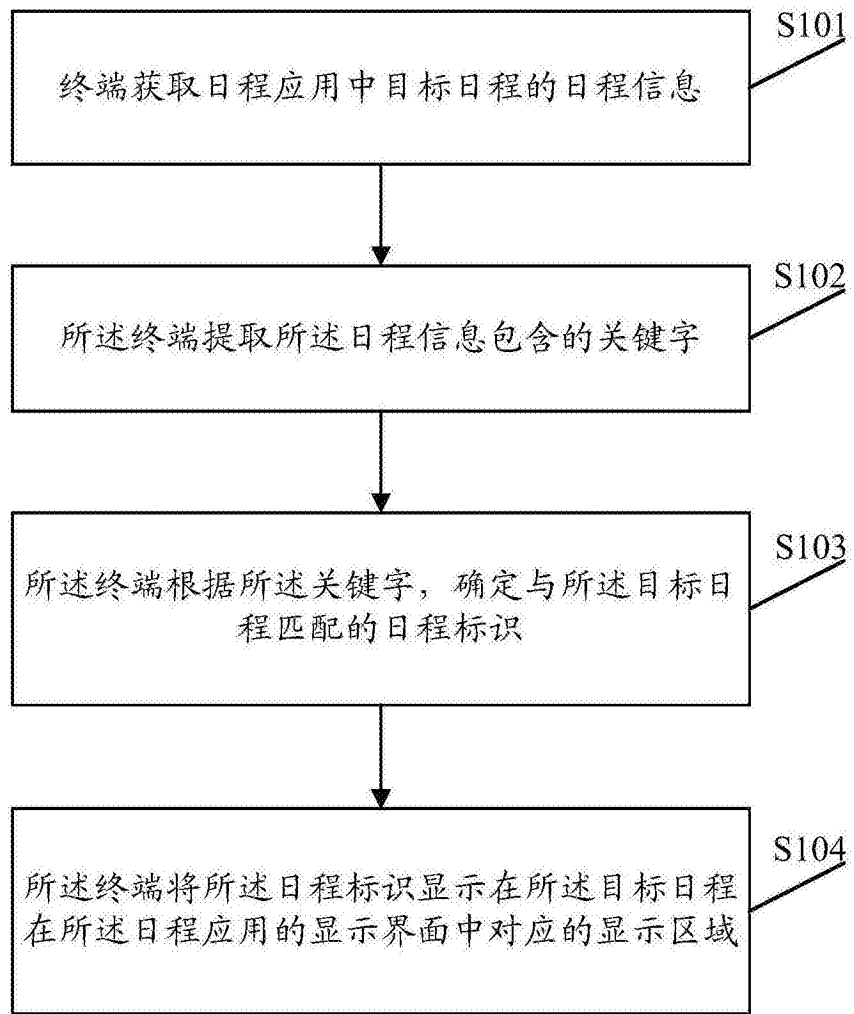 S101
终端获取日程应用中目标日程的日程信息
S102
所述终端提取所述日程信息包含的关键字
S103
所述终端根据所述关键字，确定与所述目标日
程匹配的日程标识
S104
所述终端将所述日程标识显示在所述目标日程
在所述日程应用的显示界面中对应的显示区域